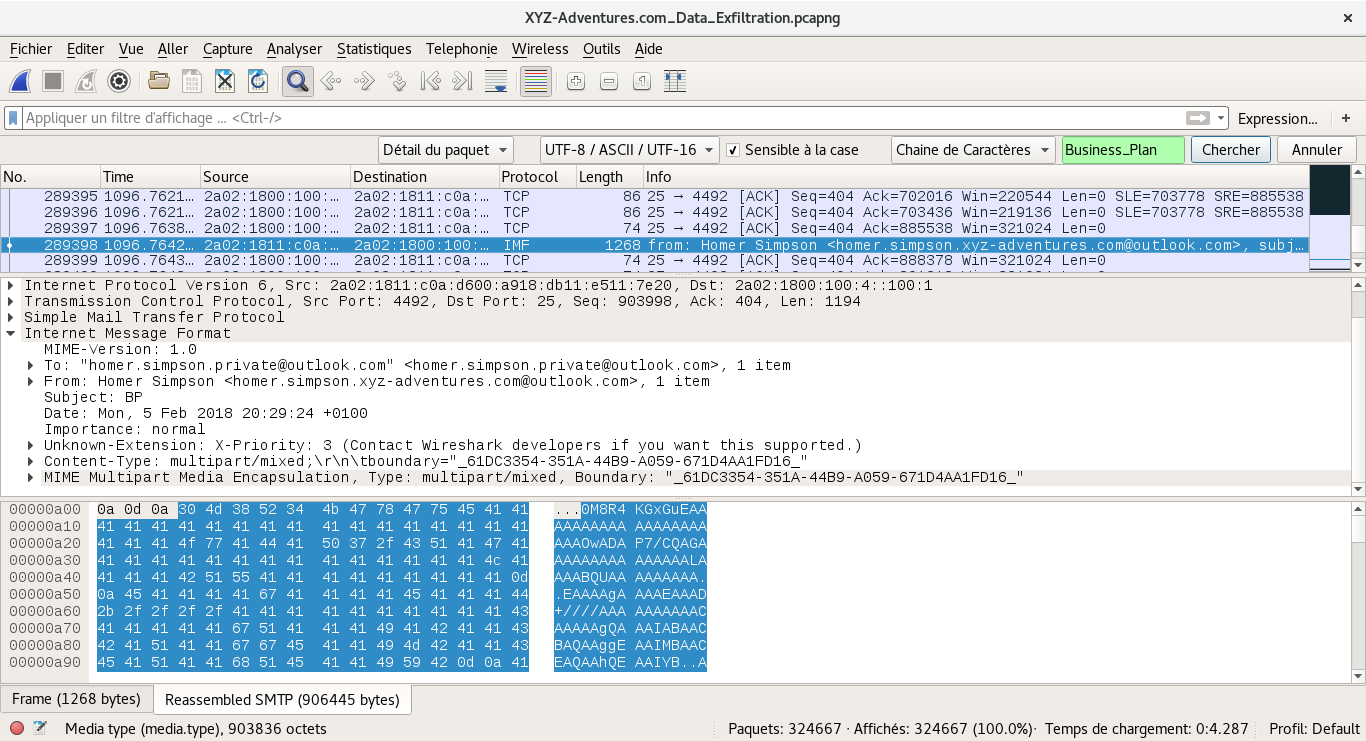 XYZ-Adventures.com_Data_Exfiltration.pcapng
Fichier Editer Vue Aller Capture Analyser Statistiques Telephonie Wireless Outils Aide
Appliquer un filtre d'affichage ... <Ctrl-/> Expression... +
Détail du paquet UTF-8 / ASCII / UTF-16 Sensible à la case Chaine de Caractères Business_Plan Chercher Annuler
No. Time Source Destination Protocol Length Info
289395 1096.7621… 2a02:1800:100:… 2a02:1811:c0a:… TCP 86 25 → 4492 [ACK] Seq=404 Ack=702016 Win=220544 Len=0 SLE=703778 SRE=885538
289396 1096.7621… 2a02:1800:100:… 2a02:1811:c0a:… TCP 86 25 → 4492 [ACK] Seq=404 Ack=703436 Win=219136 Len=0 SLE=703778 SRE=885538
289397 1096.7638… 2a02:1800:100:… 2a02:1811:c0a:… TCP 74 25 → 4492 [ACK] Seq=404 Ack=885538 Win=321024 Len=0
289398 1096.7642… 2a02:1811:c0a:… 2a02:1800:100:… IMF 1268 from: Homer Simpson <homer.simpson.xyz-adventures.com@outlook.com>, subj…
289399 1096.7643… 2a02:1800:100:… 2a02:1811:c0a:… TCP 74 25 → 4492 [ACK] Seq=404 Ack=888378 Win=321024 Len=0
Internet Protocol Version 6, Src: 2a02:1811:c0a:d600:a918:db11:e511:7e20, Dst: 2a02:1800:100:4::100:1
Transmission Control Protocol, Src Port: 4492, Dst Port: 25, Seq: 903998, Ack: 404, Len: 1194
Simple Mail Transfer Protocol
Internet Message Format
MIME-Version: 1.0
To: "homer.simpson.private@outlook.com" <homer.simpson.private@outlook.com>, 1 item
From: Homer Simpson <homer.simpson.xyz-adventures.com@outlook.com>, 1 item
Subject: BP
Date: Mon, 5 Feb 2018 20:29:24 +0100
Importance: normal
Unknown-Extension: X-Priority: 3 (Contact Wireshark developers if you want this supported.)
Content-Type: multipart/mixed;\r\n\tboundary="_61DC3354-351A-44B9-A059-671D4AA1FD16_"
MIME Multipart Media Encapsulation, Type: multipart/mixed, Boundary: "_61DC3354-351A-44B9-A059-671D4AA1FD16_"
00000a00 0a 0d 0a 30 4d 38 52 34 4b 47 78 47 75 45 41 41 ...0M8R4 KGxGuEAA
00000a10 41 41 41 41 41 41 41 41 41 41 41 41 41 41 41 41 AAAAAAAA AAAAAAAA
00000a20 41 41 41 4f 77 41 44 41 50 37 2f 43 51 41 47 41 AAAOwADA P7/CQAGA
00000a30 41 41 41 41 41 41 41 41 41 41 41 41 41 41 4c 41 AAAAAAAA AAAAAALA
00000a40 41 41 41 42 51 55 41 41 41 41 41 41 41 41 41 0d AAABQUAA AAAAAAA.
00000a50 0a 45 41 41 41 41 67 41 41 41 41 45 41 41 41 44 .EAAAAgA AAAEAAAD
00000a60 2b 2f 2f 2f 2f 41 41 41 41 41 41 41 41 41 41 43 +////AAA AAAAAAAC
00000a70 41 41 41 41 41 67 51 41 41 41 49 41 42 41 41 43 AAAAAgQA AAIABAAC
00000a80 42 41 51 41 41 67 67 45 41 41 49 4d 42 41 41 43 BAQAAggE AAIMBAAC
00000a90 45 41 51 41 41 68 51 45 41 41 49 59 42 0d 0a 41 EAQAAhQE AAIYB..A
Frame (1268 bytes) Reassembled SMTP (906445 bytes)
Media type (media.type), 903836 octets Paquets: 324667 · Affichés: 324667 (100.0%)· Temps de chargement: 0:4.287 Profil: Default